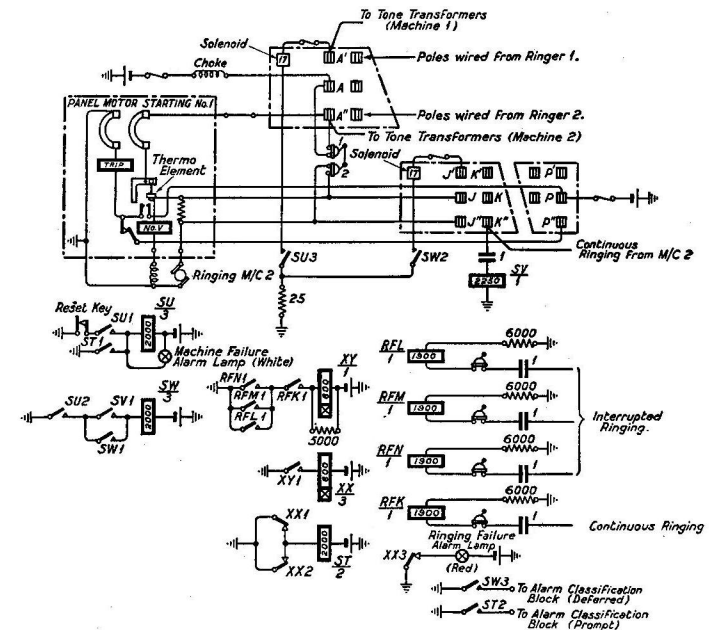 To Tone Transformers
(Machine 1)
Solenoid
17
A'
Poles wired from Ringer 1.
Choke
A
PANEL MOTOR STARTING No.1
A"
Poles wired from Ringer 2.
To Tone Transformers (Machine 2)
1
2
TRIP
Thermo
Element
Solenoid
17
J' K'
P'
J K
P
No.V
J" K"
P"
Continuous
Ringing From M/C 2
Ringing M/C 2
SU3
SW2
1
25
2250
SV
1
Reset Key
SU1
ST1
2000
SU
3
Machine Failure
Alarm Lamp (White)
SU2
SV1
SW1
2000
SW
3
RFN1
RFM1
RFL1
RFK1
600
XY
1
5000
XY1
600
XX
3
XX1
XX2
2000
ST
2
RFL
1
1900
6000
1
RFM
1
1900
6000
1
RFN
1
1900
6000
1
Interrupted
Ringing.
RFK
1
1900
6000
1
Continuous Ringing
Ringing Failure
Alarm Lamp
(Red)
XX3
SW3
To Alarm Classification
Block (Deferred)
ST2
To Alarm Classification
Block (Prompt)